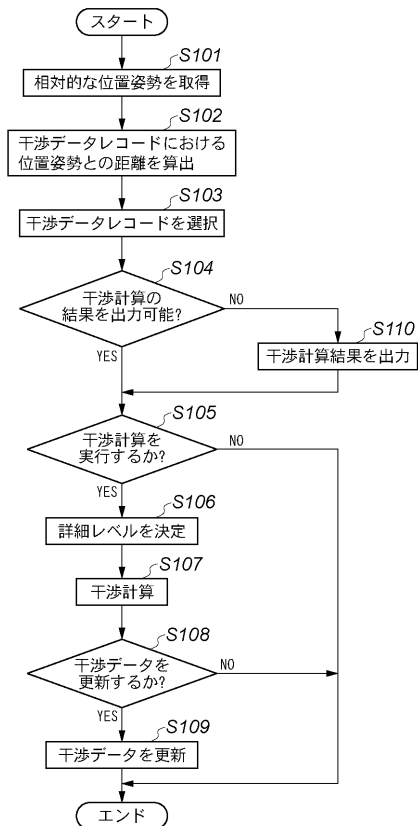 スタート
S101
相対的な位置姿勢を取得
S102
干渉データレコードにおける
位置姿勢との距離を算出
S103
干渉データレコードを選択
S104
干渉計算の
結果を出力可能?
NO
YES
S110
干渉計算結果を出力
S105
干渉計算を
実行するか?
NO
YES
S106
詳細レベルを決定
S107
干渉計算
S108
干渉データを
更新するか?
NO
YES
S109
干渉データを更新
エンド